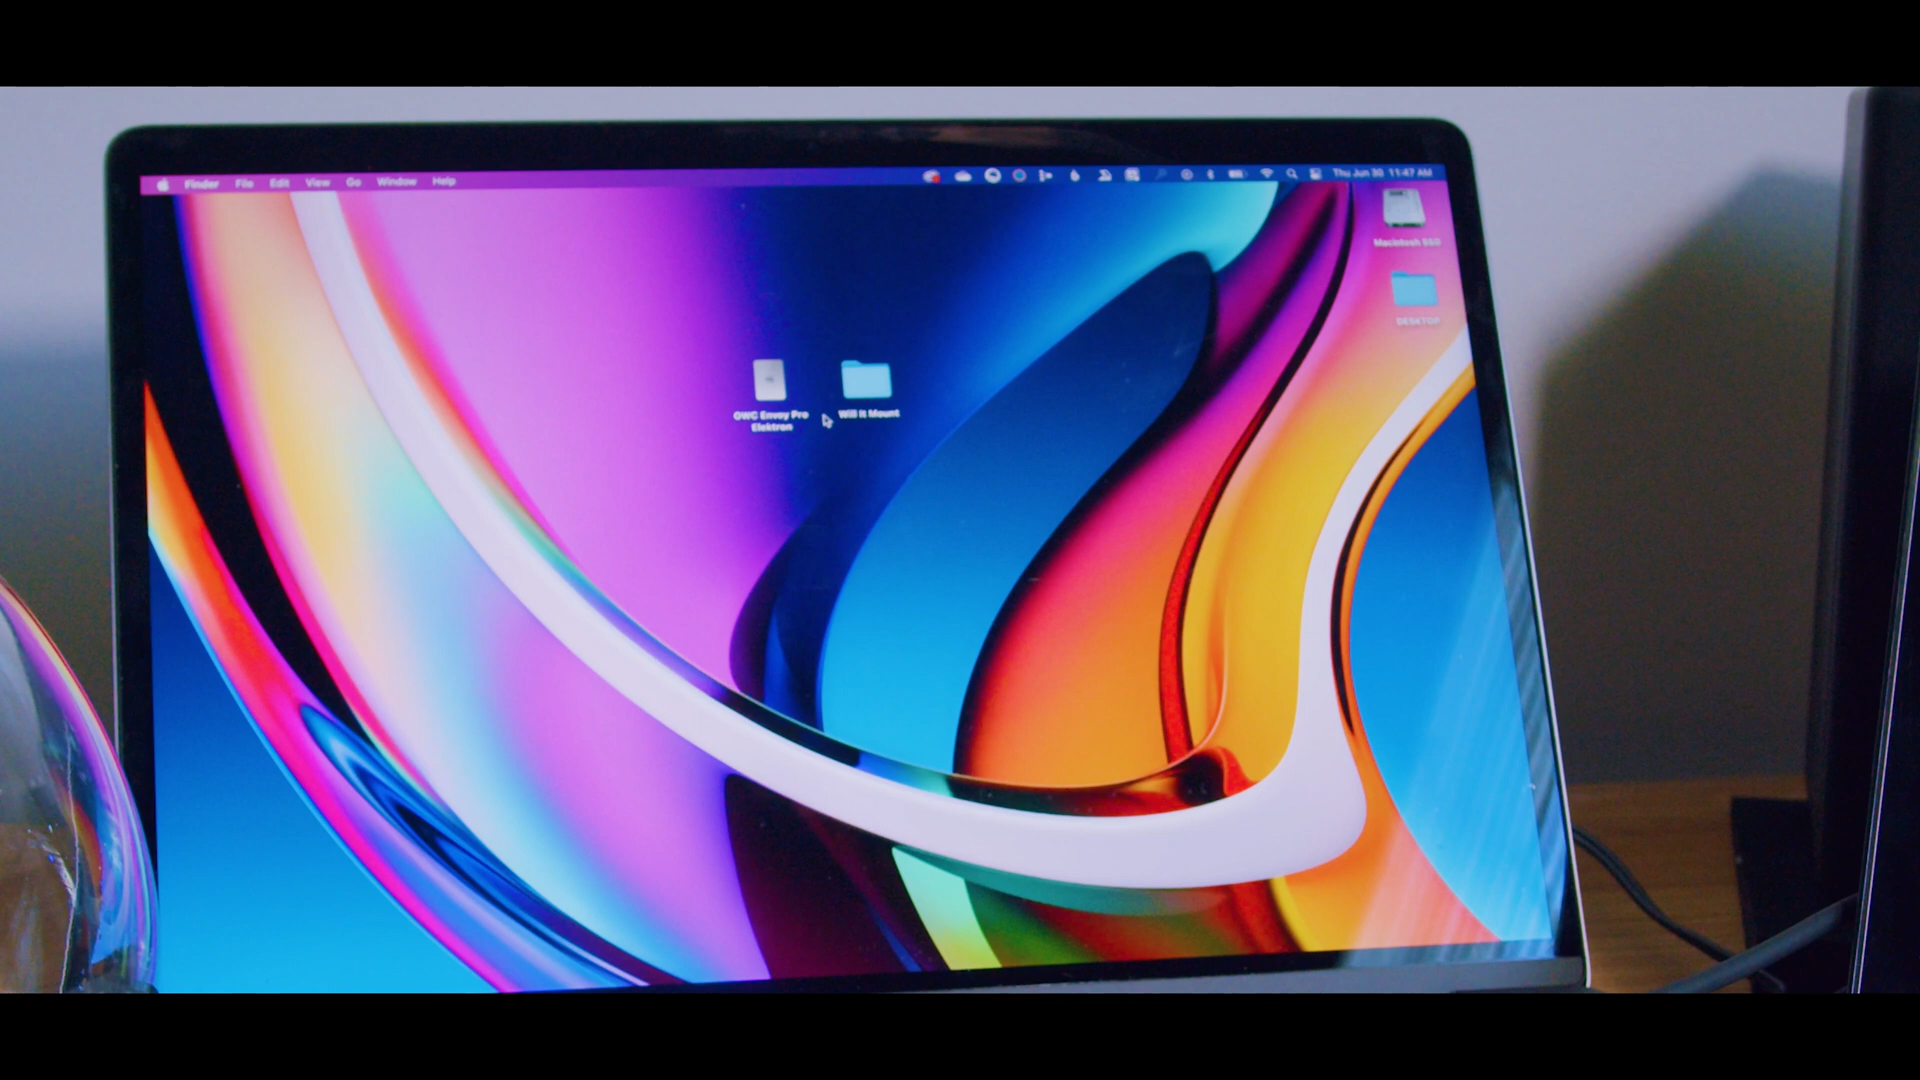 Finder File Edit View Go Window Help
Thu Jun 30 11:47 AM
Macintosh SSD
DESKTOP
OWC Envoy Pro
Elektron
Will It Mount